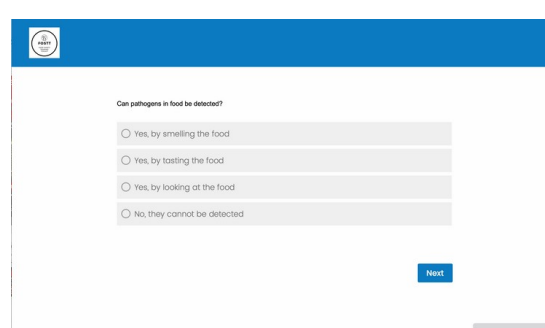 Can pathogens in food be detected?
Yes, by smelling the food
Yes, by tasting the food
Yes, by looking at the food
No, they cannot be detected
Next